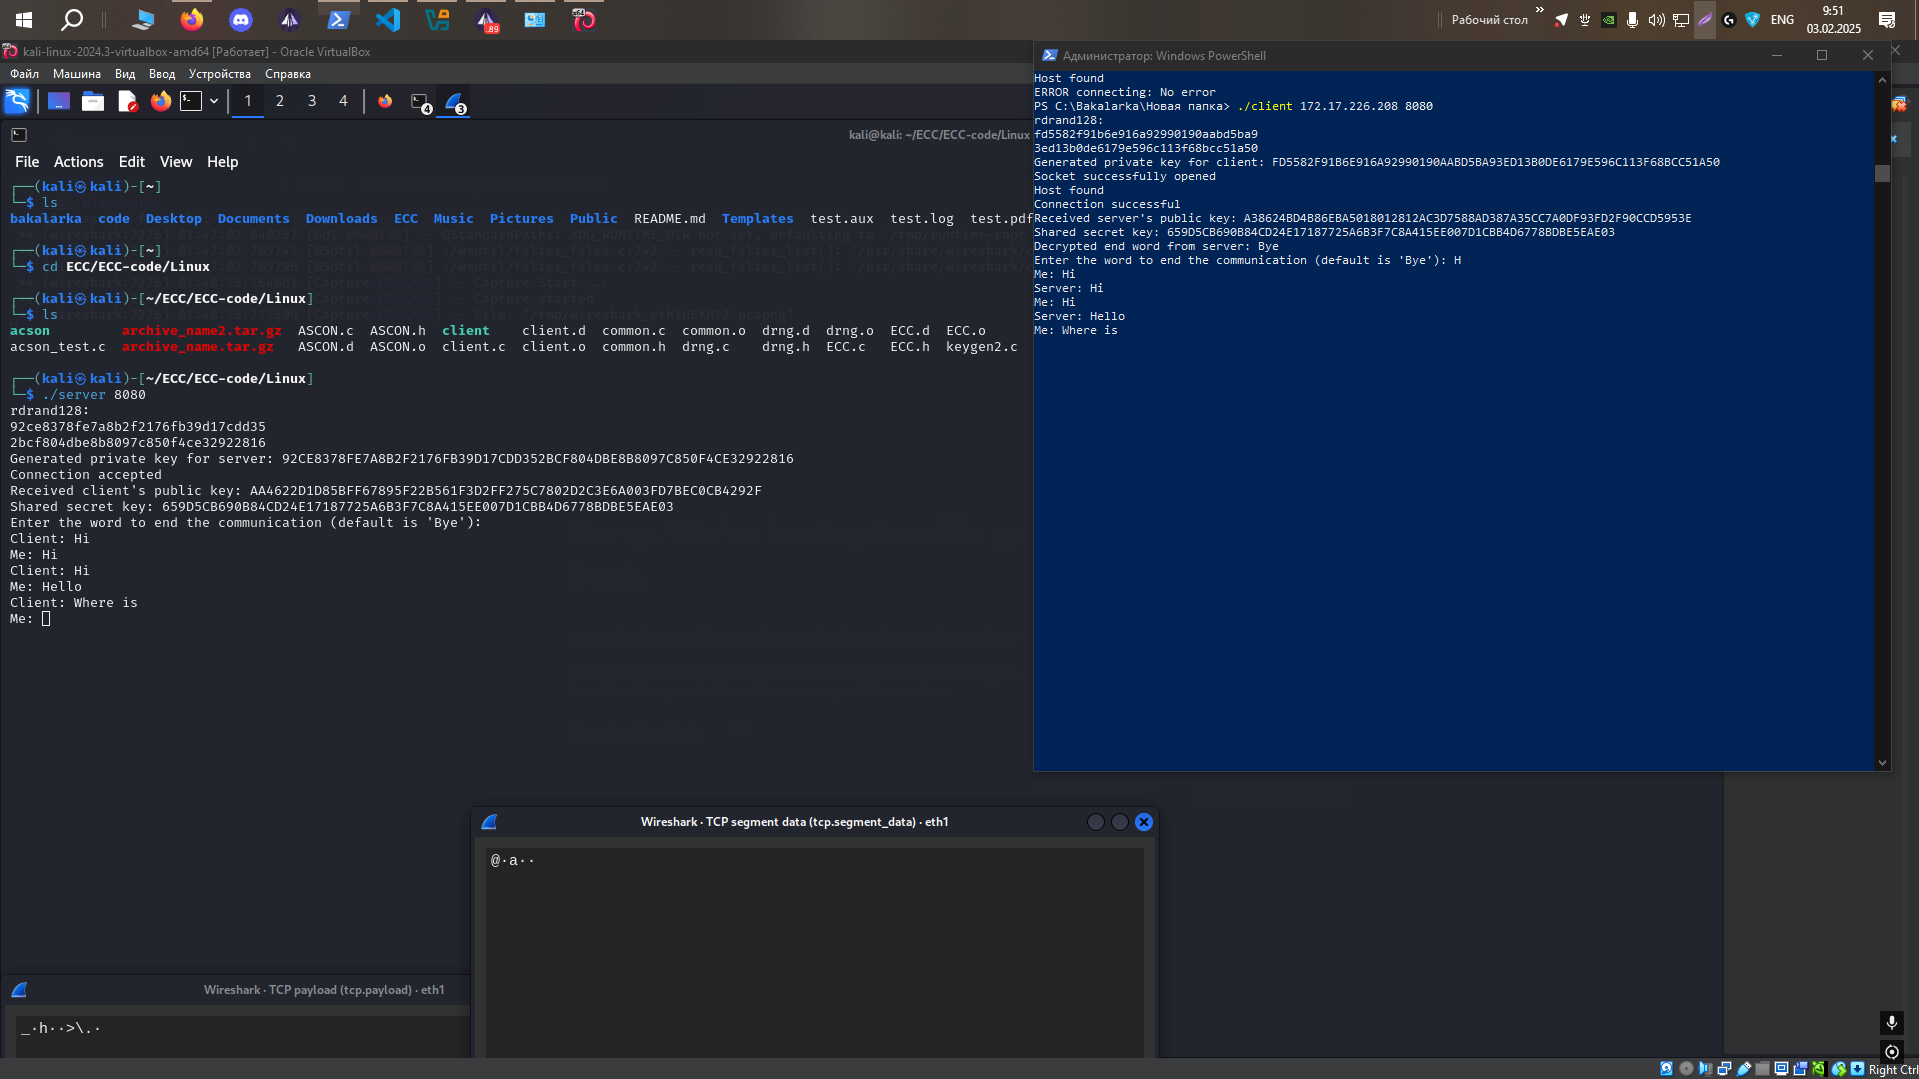 Рабочий стол
ENG
9:51
03.02.2025
89
kali-linux-2024.3-virtualbox-amd64 [Работает] - Oracle VirtualBox
Файл Машина Вид Ввод Устройства Справка
1 2 3 4
4
3
kali@kali: ~/ECC/ECC-code/Linux
File Actions Edit View Help
┌──(kali㉿kali)-[~]
└─$ ls
bakalarka code Desktop Documents Downloads ECC Music Pictures Public README.md Templates test.aux test.log test.pdf
┌──(kali㉿kali)-[~]
└─$ cd ECC/ECC-code/Linux
┌──(kali㉿kali)-[~/ECC/ECC-code/Linux]
└─$ ls
acson archive_name2.tar.gz ASCON.c ASCON.h client client.d common.c common.o drng.d drng.o ECC.d ECC.o
acson_test.c archive_name.tar.gz ASCON.d ASCON.o client.c client.o common.h drng.c drng.h ECC.c ECC.h keygen2.c
┌──(kali㉿kali)-[~/ECC/ECC-code/Linux]
└─$ ./server 8080
rdrand128:
92ce8378fe7a8b2f2176fb39d17cdd35
2bcf804dbe8b8097c850f4ce32922816
Generated private key for server: 92CE8378FE7A8B2F2176FB39D17CDD352BCF804DBE8B8097C850F4CE32922816
Connection accepted
Received client's public key: AA4622D1D85BFF67895F22B561F3D2FF275C7802D2C3E6A003FD7BEC0CB4292F
Shared secret key: 659D5CB690B84CD24E17187725A6B3F7C8A415EE007D1CBB4D6778BDBE5EAE03
Enter the word to end the communication (default is 'Bye'):
Client: Hi
Me: Hi
Client: Hi
Me: Hello
Client: Where is
Me:
Администратор: Windows PowerShell
Host found
ERROR connecting: No error
PS C:\Bakalarka\Новая папка> ./client 172.17.226.208 8080
rdrand128:
fd5582f91b6e916a92990190aabd5ba9
3ed13b0de6179e596c113f68bcc51a50
Generated private key for client: FD5582F91B6E916A92990190AABD5BA93ED13B0DE6179E596C113F68BCC51A50
Socket successfully opened
Host found
Connection successful
Received server's public key: A38624BD4B86EBA5018012812AC3D7588AD387A35CC7A0DF93FD2F90CCD5953E
Shared secret key: 659D5CB690B84CD24E17187725A6B3F7C8A415EE007D1CBB4D6778BDBE5EAE03
Decrypted end word from server: Bye
Enter the word to end the communication (default is 'Bye'): H
Me: Hi
Server: Hi
Me: Hi
Server: Hello
Me: Where is
Wireshark · TCP segment data (tcp.segment_data) · eth1
@·a··
Wireshark · TCP payload (tcp.payload) · eth1
_·h··>\.·
Right Ctrl